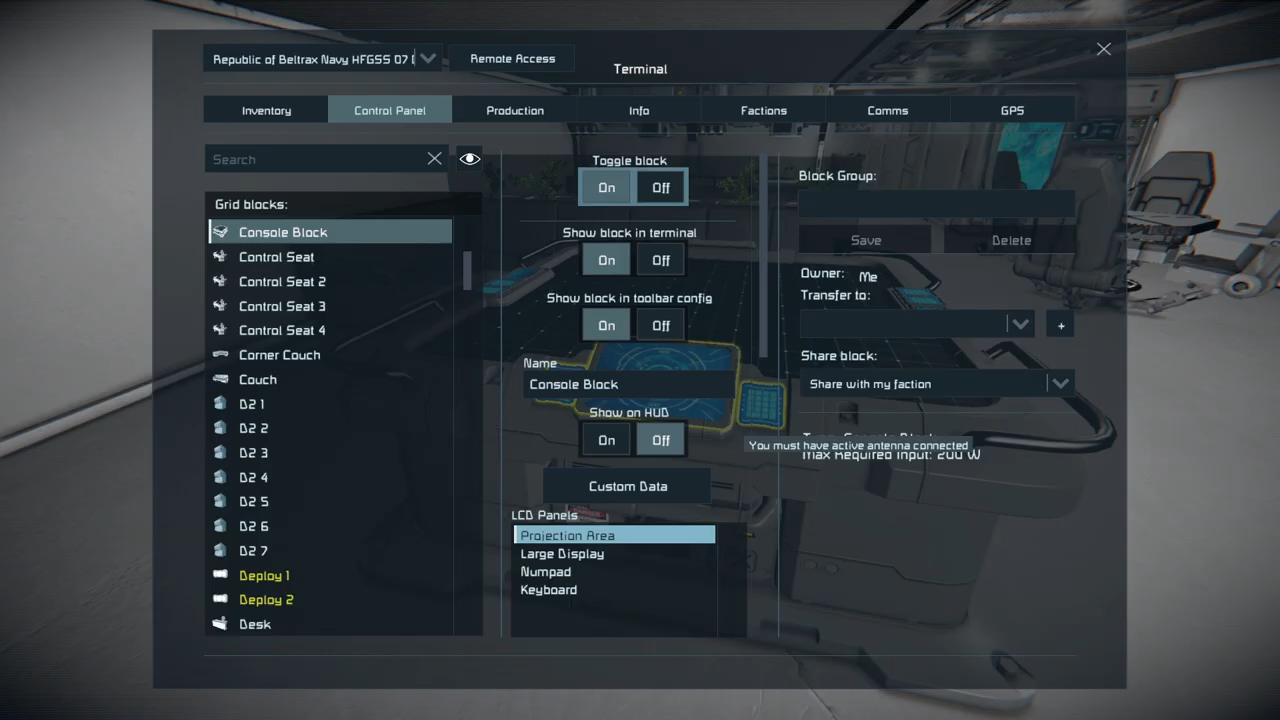 Republic of Beltrax Navy HFGSS 07
Remote Access
Terminal
Inventory
Control Panel
Production
Info
Factions
Comms
GPS
Search
Grid blocks:
Console Block
Control Seat
Control Seat 2
Control Seat 3
Control Seat 4
Corner Couch
Couch
D2 1
D2 2
D2 3
D2 4
D2 5
D2 6
D2 7
Deploy 1
Deploy 2
Desk
Toggle block
On Off
Show block in terminal
On Off
Show block in toolbar config
On Off
Name
Console Block
Show on HUD
On Off
Custom Data
LCD Panels
Projection Area
Large Display
Numpad
Keyboard
Block Group:
Save Delete
Owner: Me
Transfer to:
+
Share block:
Share with my faction
You must have active antenna connected
Max Required Input: 200 W